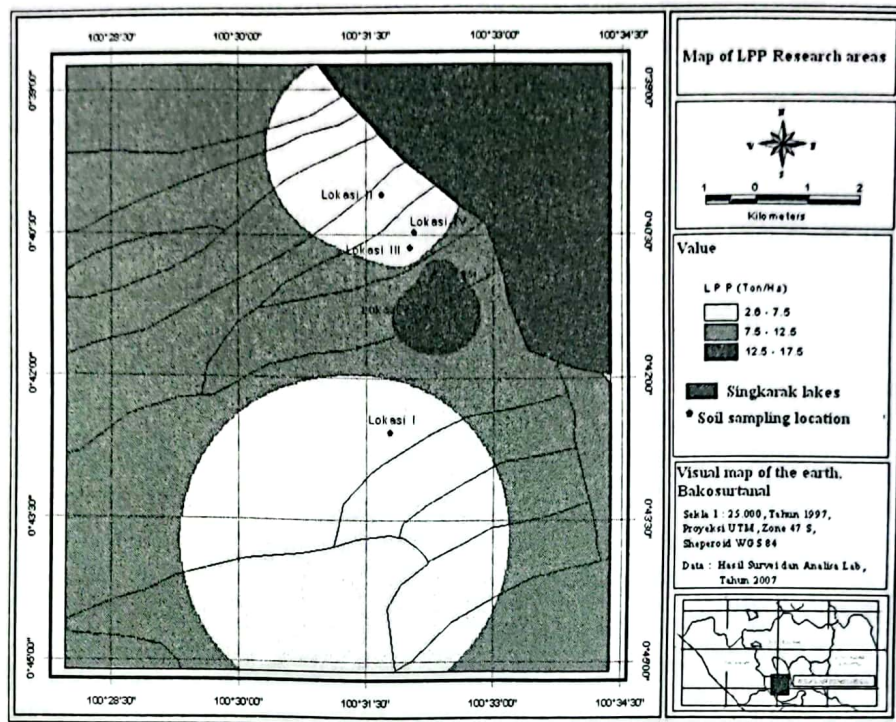 100°28'30" 100°30'00" 100°31'30" 100°33'00" 100°34'30"
0°39'00" 0°39'00"
Lokasi II
Lokasi IV
0°40'30" 0°40'30"
Lokasi III
0°42'00" 0°42'00"
Lokasi I
0°43'30" 0°43'30"
0°45'00" 0°45'00"
100°28'30" 100°30'00" 100°31'30" 100°33'00" 100°34'30"
Map of LPP Research areas
1 0 1 2
Kilometers
Value
LPP (Ton/Ha)
2.6 - 7.5
7.5 - 12.5
12.5 - 17.5
Singkarak lakes
Soil sampling location
Visual map of the earth,
Bakosurtanal
Skla 1 : 25.000, Tahun 1997,
Proyeksi UTM, Zone 47 S,
Sheperoid WGS 84
Data : Hasil Survei dan Analisa Lab,
Tahun 2007